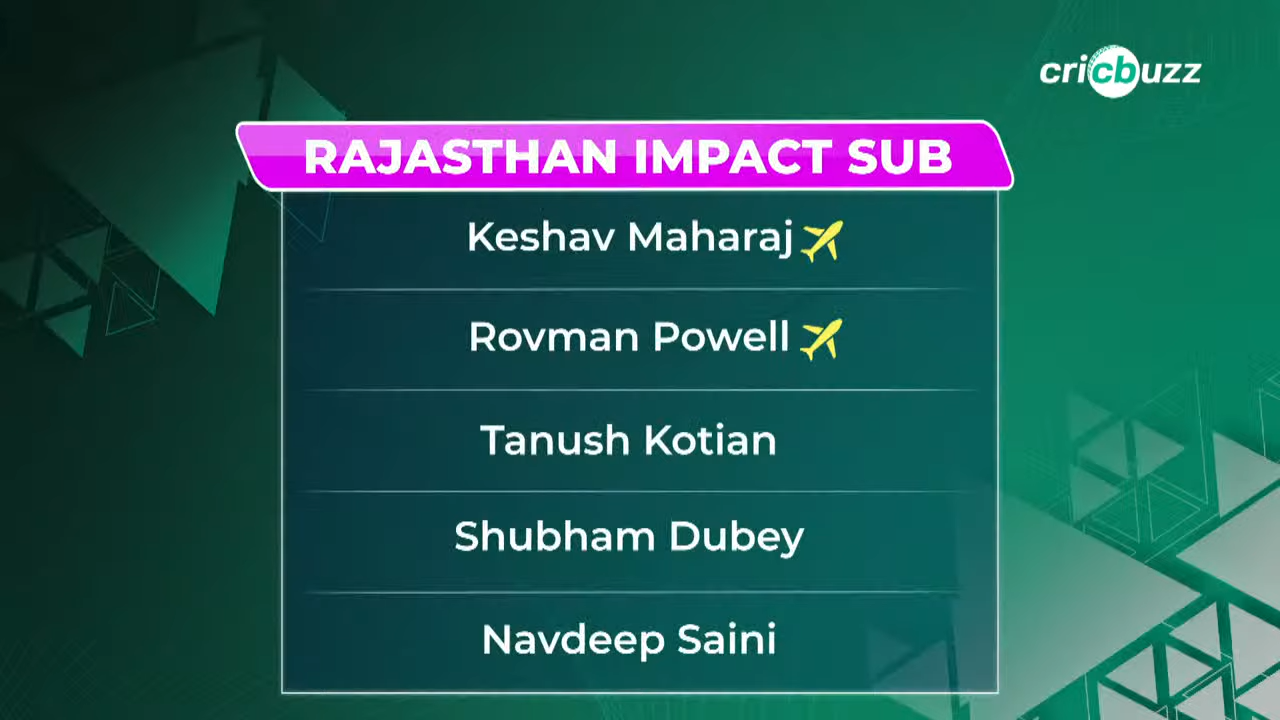 cricbuzz
RAJASTHAN IMPACT SUB
Keshav Maharaj
Rovman Powell
Tanush Kotian
Shubham Dubey
Navdeep Saini